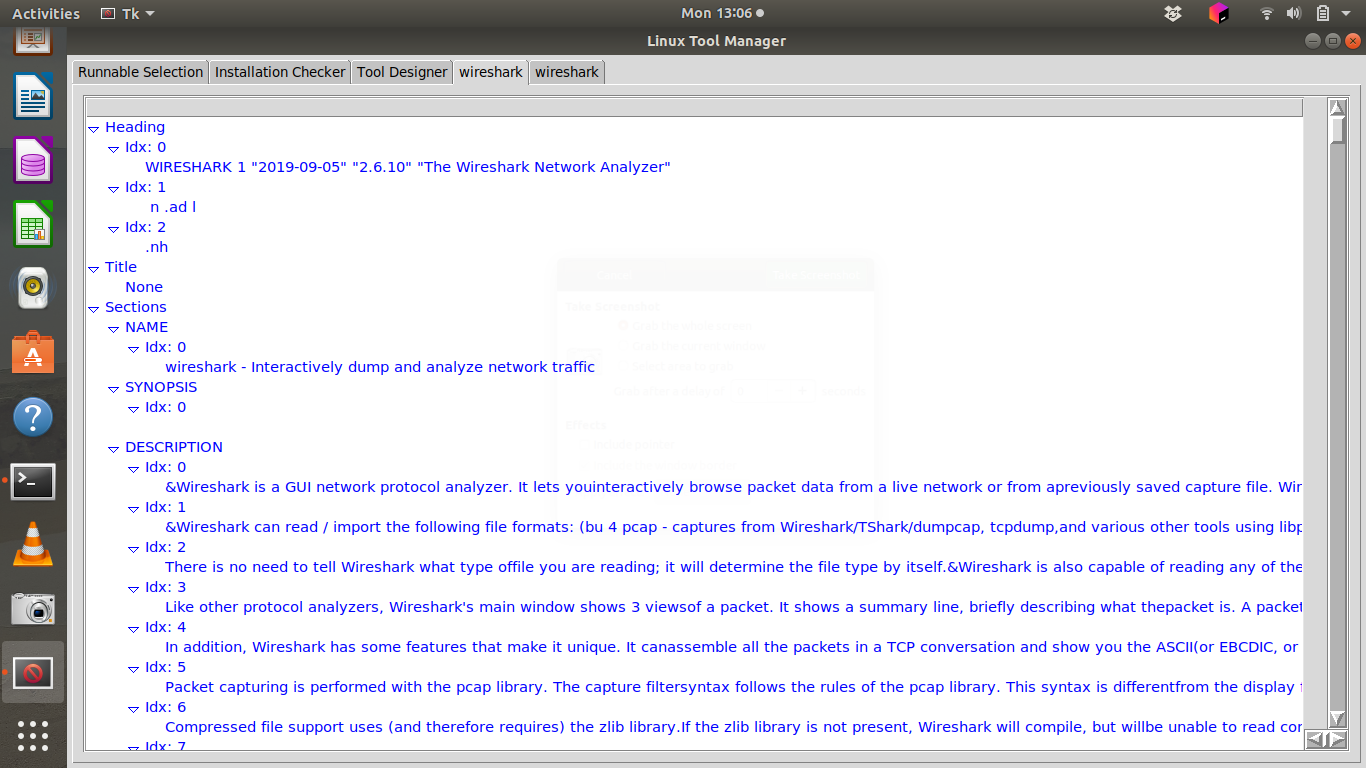 Activities Tk Mon 13:06
Linux Tool Manager
Runnable Selection Installation Checker Tool Designer wireshark wireshark
Heading
Idx: 0
WIRESHARK 1 "2019-09-05" "2.6.10" "The Wireshark Network Analyzer"
Idx: 1
n .ad l
Idx: 2
.nh
Title
None
Sections
NAME
Idx: 0
wireshark - Interactively dump and analyze network traffic
SYNOPSIS
Idx: 0
DESCRIPTION
Idx: 0
&Wireshark is a GUI network protocol analyzer. It lets youinteractively browse packet data from a live network or from apreviously saved capture file. Wir
Idx: 1
&Wireshark can read / import the following file formats: (bu 4 pcap - captures from Wireshark/TShark/dumpcap, tcpdump,and various other tools using libp
Idx: 2
There is no need to tell Wireshark what type offile you are reading; it will determine the file type by itself.&Wireshark is also capable of reading any of the
Idx: 3
Like other protocol analyzers, Wireshark's main window shows 3 viewsof a packet. It shows a summary line, briefly describing what thepacket is. A packet
Idx: 4
In addition, Wireshark has some features that make it unique. It canassemble all the packets in a TCP conversation and show you the ASCII(or EBCDIC, or
Idx: 5
Packet capturing is performed with the pcap library. The capture filtersyntax follows the rules of the pcap library. This syntax is differentfrom the display
Idx: 6
Compressed file support uses (and therefore requires) the zlib library.If the zlib library is not present, Wireshark will compile, but willbe unable to read co
Idx: 7